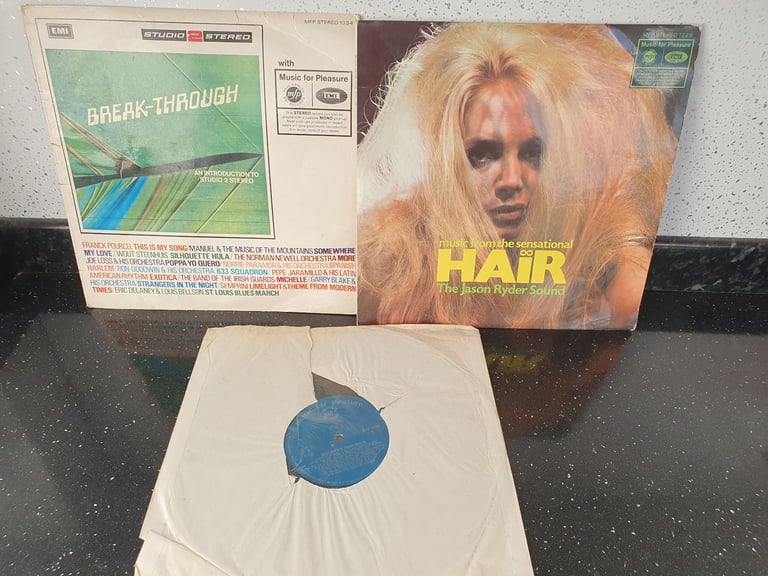 MFP STEREO 1334
EMI
STUDIO 2 STEREO
with
Music for Pleasure
mfp EMI
BREAK-THROUGH
AN INTRODUCTION TO
STUDIO 2 STEREO
FRANCK POURCEL THIS IS MY SONG/MANUEL & THE MUSIC OF THE MOUNTAINS SOMEWHERE
MY LOVE/WOUT STEENHUIS SILHOUETTE HULA/THE NORMAN NEWELL ORCHESTRA MORE
JOE LOSS & HIS ORCHESTRA POPPA YO QUERO/NORRIE PARAMOR & HIS ORCHESTRA SPANISH
HARLEM/RON GOODWIN & HIS ORCHESTRA 633 SQUADRON/PEPE JARAMILLO & HIS LATIN
AMERICAN RHYTHM EXOTICA/THE BAND OF THE IRISH GUARDS MICHELLE/GARRY BLAKE &
HIS ORCHESTRA STRANGERS IN THE NIGHT/SEMPRINI LIMELIGHT & THEME FROM MODERN
TIMES/ERIC DELANEY & LOUIS BELLSON ST. LOUIS BLUES MARCH
Music for Pleasure
mfp EMI
music from the sensational
HAIR
The Jason Ryder Sound